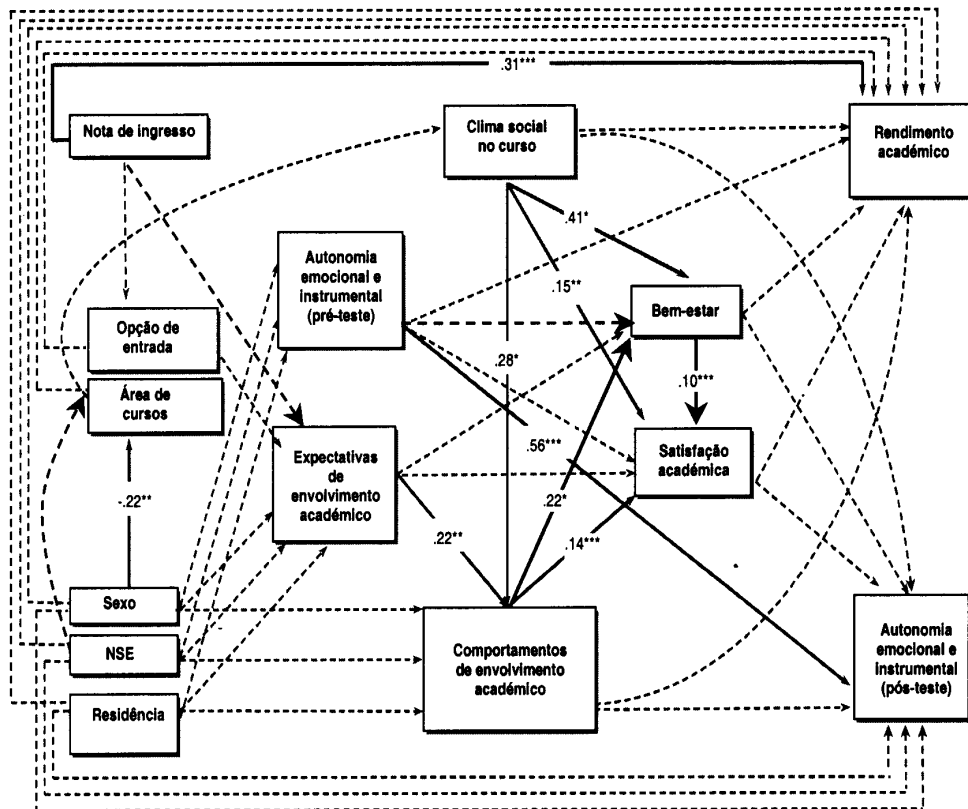 .31***
Nota de ingresso
Clima social
no curso
Rendimento
académico
.41*
Autonomia
emocional e
instrumental
(pré-teste)
.15**
Bem-estar
Opção de
entrada
.28*
.10***
Área de
cursos
Expectativas
de
envolvimento
académico
.56***
Satisfação
académica
-.22**
.22*
.22**
.14***
Sexo
NSE
Residência
Comportamentos
de envolvimento
académico
Autonomia
emocional e
instrumental
(pós-teste)